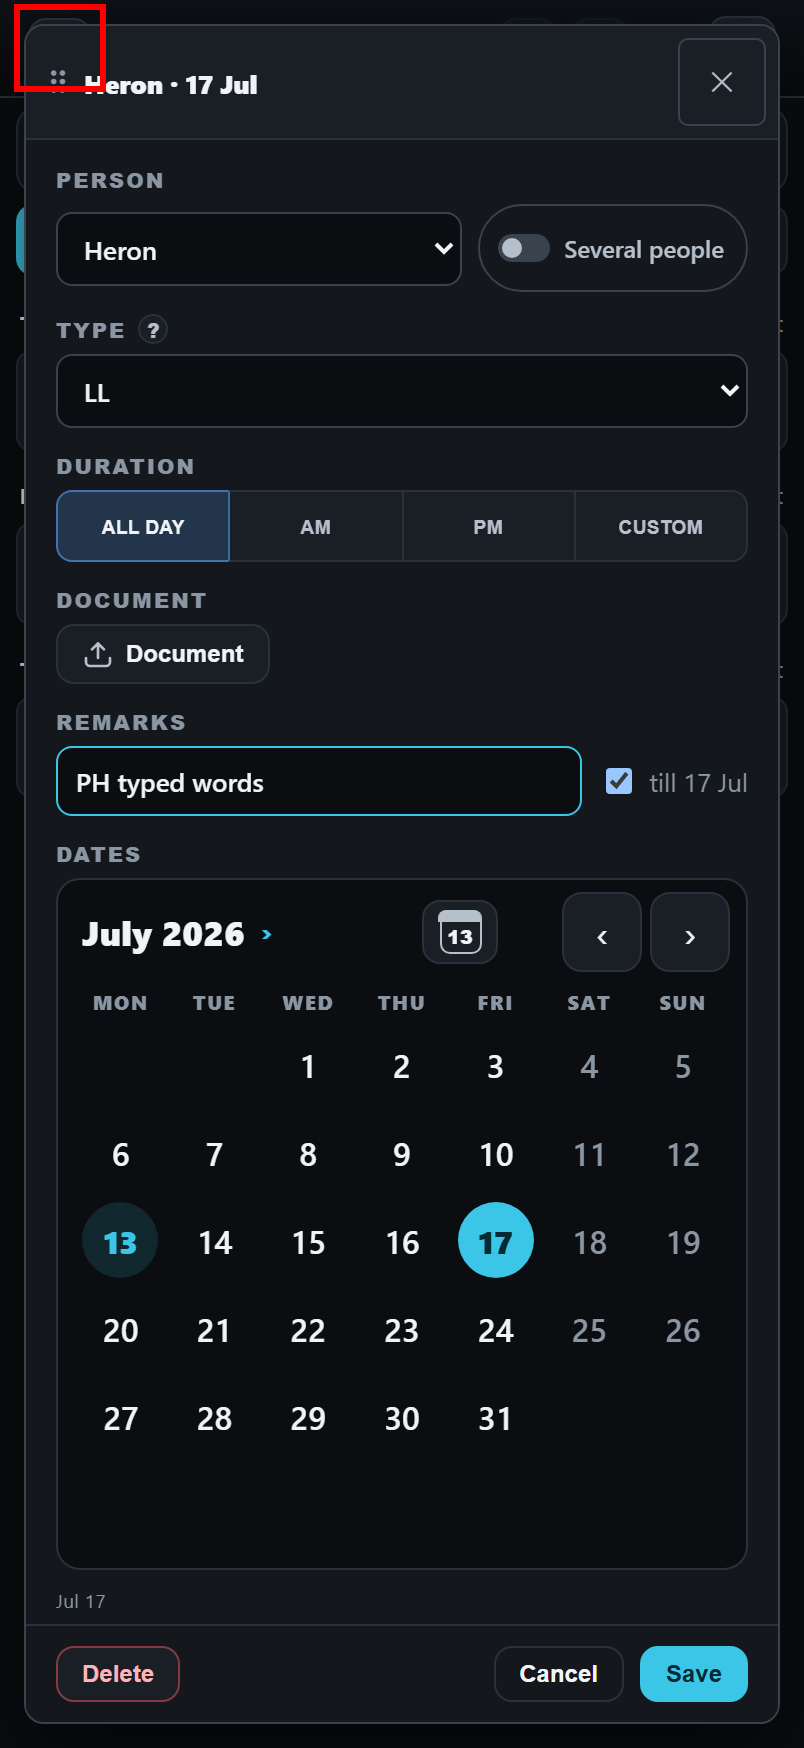 Heron · 17 Jul
PERSON
Heron
Several people
TYPE ?
LL
DURATION
ALL DAY AM PM CUSTOM
DOCUMENT
Document
REMARKS
PH typed words
till 17 Jul
DATES
July 2026 ›
13
‹ ›
MON TUE WED THU FRI SAT SUN
1 2 3 4 5
6 7 8 9 10 11 12
13 14 15 16 17 18 19
20 21 22 23 24 25 26
27 28 29 30 31
Jul 17
Delete Cancel Save